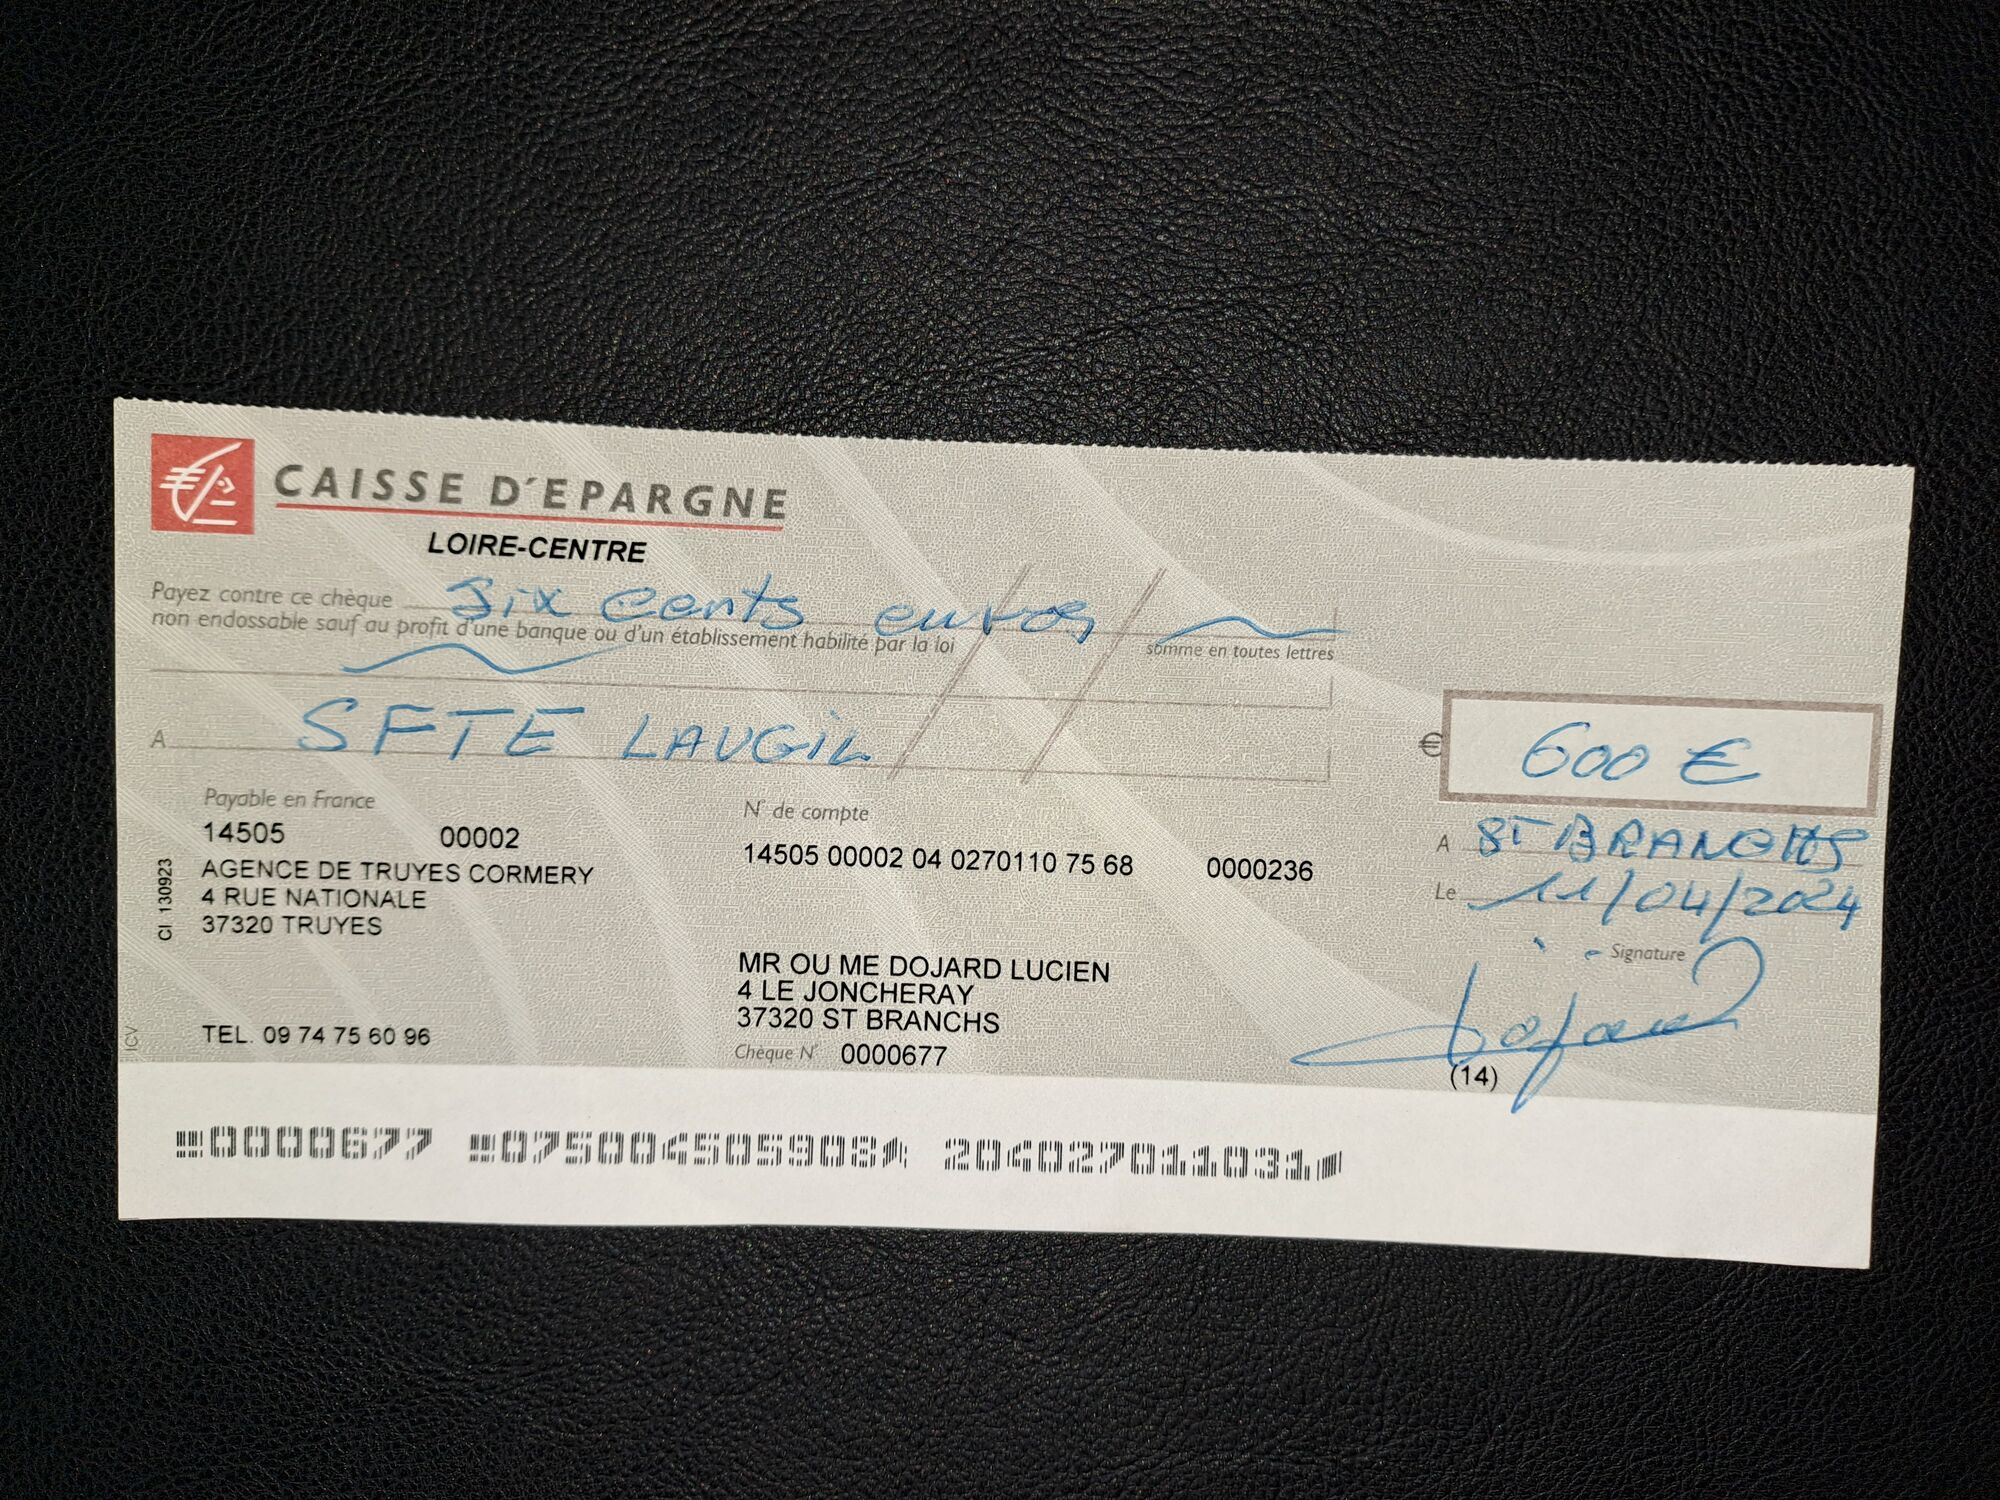 CAISSE D'EPARGNE
LOIRE-CENTRE
Payez contre ce chèque six cents euros
non endossable sauf au profit d'une banque ou d'un établissement habilité par la loi
somme en toutes lettres
A SFTE LAUGIL
€ 600 €
Payable en France
14505 00002
AGENCE DE TRUYES CORMERY
4 RUE NATIONALE
37320 TRUYES
TEL. 09 74 75 60 96
CI 130923
ICV
N° de compte
14505 00002 04 0270110 75 68 0000236
MR OU ME DOJARD LUCIEN
4 LE JONCHERAY
37320 ST BRANCHS
Chèque N° 0000677
A ST BRANCHS
Le 11/04/2024
Signature
Dojard
(14)
0000677 075004505908 204027011031